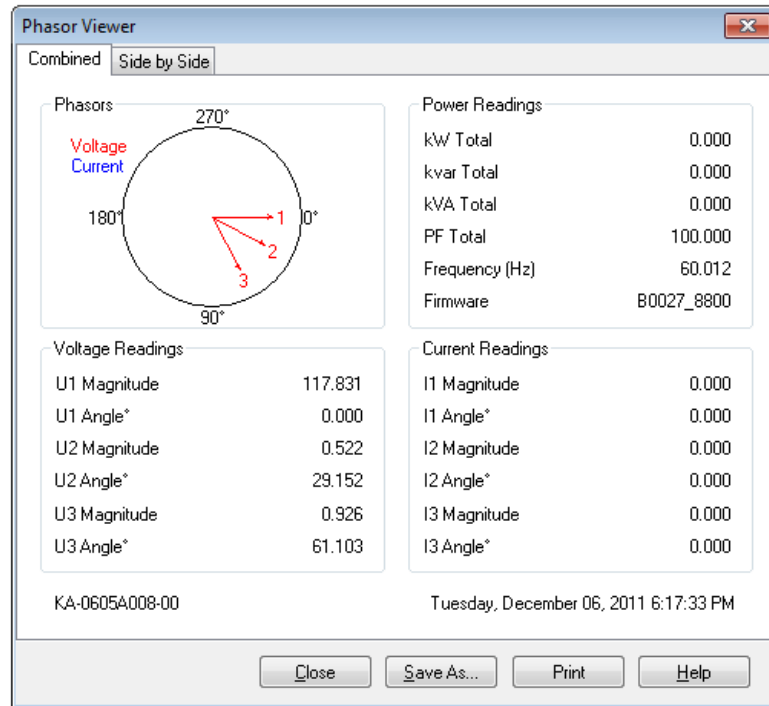 Phasor Viewer
Combined Side by Side
Phasors
270°
Voltage
Current
180° 1 0°
2
3
90°
Power Readings
kW Total 0.000
kvar Total 0.000
kVA Total 0.000
PF Total 100.000
Frequency (Hz) 60.012
Firmware B0027_8800
Voltage Readings
U1 Magnitude 117.831
U1 Angle° 0.000
U2 Magnitude 0.522
U2 Angle° 29.152
U3 Magnitude 0.926
U3 Angle° 61.103
Current Readings
I1 Magnitude 0.000
I1 Angle° 0.000
I2 Magnitude 0.000
I2 Angle° 0.000
I3 Magnitude 0.000
I3 Angle° 0.000
KA-0605A008-00 Tuesday, December 06, 2011 6:17:33 PM
Close Save As... Print Help